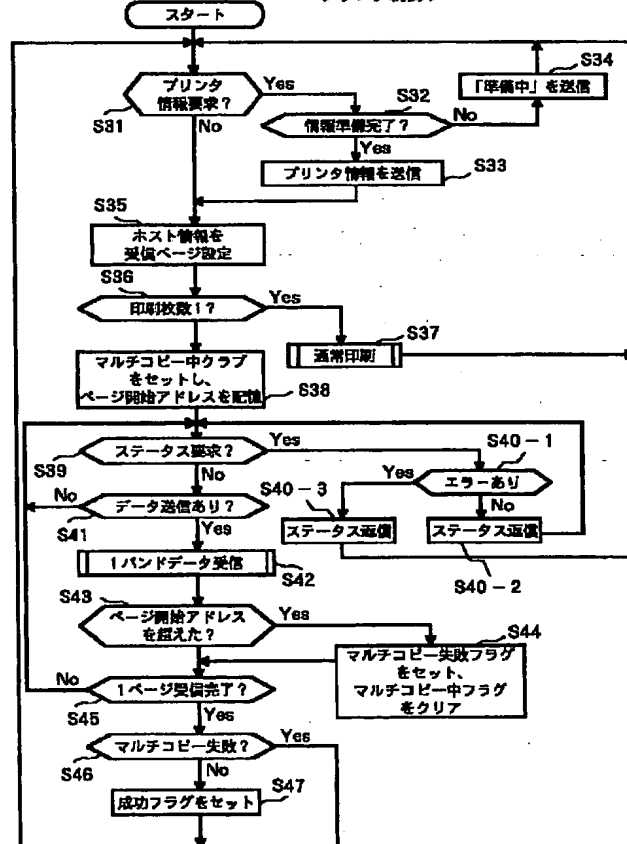 スタート
S34
プリンタ
情報要求?
Yes
「準備中」を送信
S31
No
S32
情報準備完了?
No
Yes
プリンタ情報を送信
S33
S35
ホスト情報を
受信ページ設定
S36
印刷枚数1?
Yes
S37
通常印刷
マルチコピー中クラブ
をセットし、
ページ開始アドレスを記憶
S38
ステータス要求?
Yes
S39
No
S40-1
エラーあり
Yes
No
S40-3
ステータス返信
ステータス返信
S40-2
No
データ送信あり?
S41
Yes
1バンドデータ受信
S42
S43
ページ開始アドレス
を超えた?
Yes
S44
マルチコピー失敗フラグ
をセット、
マルチコピー中フラグ
をクリア
No
1ページ受信完了?
S45
Yes
マルチコピー失敗?
Yes
S46
No
成功フラグをセット
S47